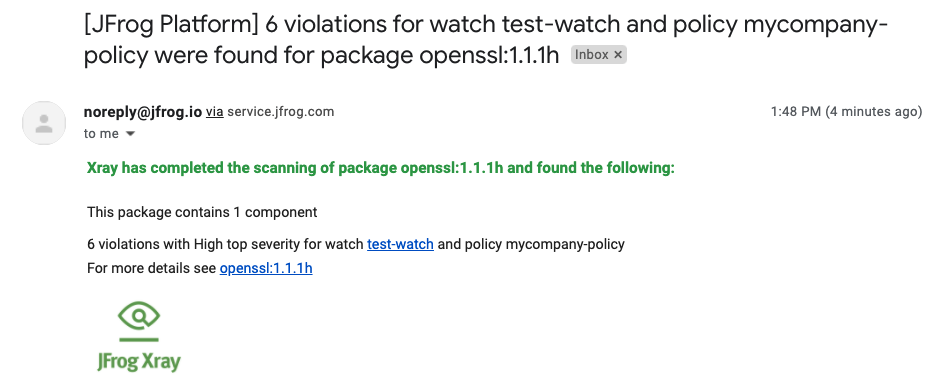 [JFrog Platform] 6 violations for watch test-watch and policy mycompany-
policy were found for package openssl:1.1.1h Inbox ×
noreply@jfrog.io via service.jfrog.com 1:48 PM (4 minutes ago)
to me
Xray has completed the scanning of package openssl:1.1.1h and found the following:
This package contains 1 component
6 violations with High top severity for watch test-watch and policy mycompany-policy
For more details see openssl:1.1.1h
JFrog Xray